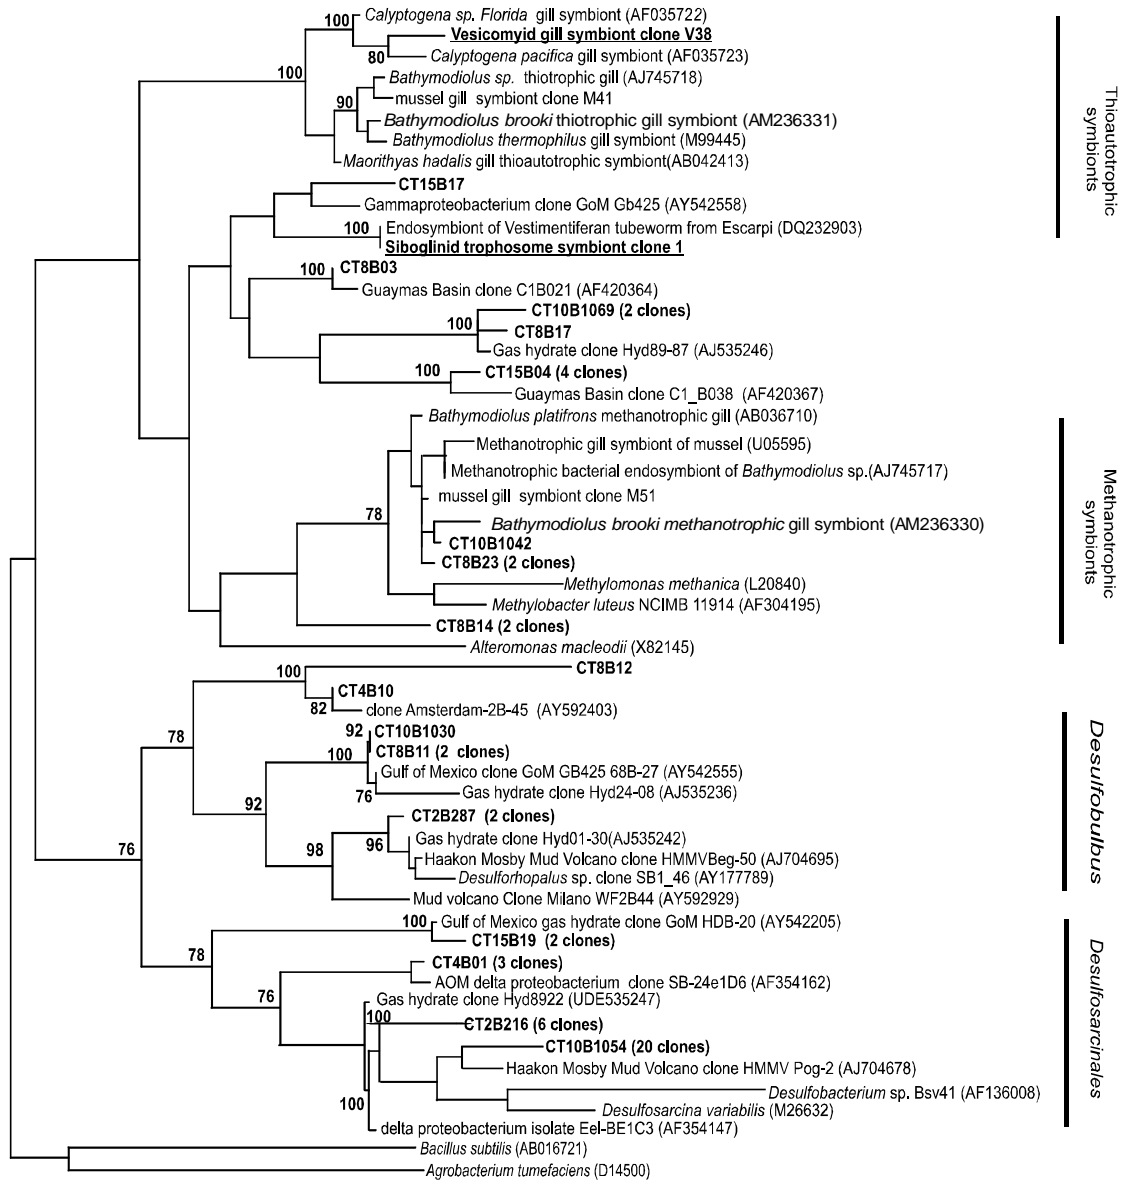 100
Calyptogena sp. Florida gill symbiont (AF035722)
Vesicomyid gill symbiont clone V38
80
Calyptogena pacifica gill symbiont (AF035723)
100
Bathymodiolus sp. thiotrophic gill (AJ745718)
90
mussel gill symbiont clone M41
Bathymodiolus brooki thiotrophic gill symbiont (AM236331)
Bathymodiolus thermophilus gill symbiont (M99445)
Maorithyas hadalis gill thioautotrophic symbiont(AB042413)
Thioautotrophic
symbionts
CT15B17
Gammaproteobacterium clone GoM Gb425 (AY542558)
100
Endosymbiont of Vestimentiferan tubeworm from Escarpi (DQ232903)
Siboglinid trophosome symbiont clone 1
100
CT8B03
Guaymas Basin clone C1B021 (AF420364)
CT10B1069 (2 clones)
100
CT8B17
Gas hydrate clone Hyd89-87 (AJ535246)
100
CT15B04 (4 clones)
Guaymas Basin clone C1_B038 (AF420367)
Bathymodiolus platifrons methanotrophic gill (AB036710)
Methanotrophic gill symbiont of mussel (U05595)
Methanotrophic bacterial endosymbiont of Bathymodiolus sp.(AJ745717)
mussel gill symbiont clone M51
78
Bathymodiolus brooki methanotrophic gill symbiont (AM236330)
CT10B1042
CT8B23 (2 clones)
Methylomonas methanica (L20840)
Methylobacter luteus NCIMB 11914 (AF304195)
CT8B14 (2 clones)
Alteromonas macleodii (X82145)
Methanotrophic
symbionts
100
CT8B12
CT4B10
82
clone Amsterdam-2B-45 (AY592403)
78
92
CT10B1030
100
CT8B11 (2 clones)
Gulf of Mexico clone GoM GB425 68B-27 (AY542555)
76
Gas hydrate clone Hyd24-08 (AJ535236)
92
CT2B287 (2 clones)
96
Gas hydrate clone Hyd01-30(AJ535242)
98
Haakon Mosby Mud Volcano clone HMMVBeg-50 (AJ704695)
Desulforhopalus sp. clone SB1_46 (AY177789)
Mud volcano Clone Milano WF2B44 (AY592929)
Desulfobulbus
76
100
Gulf of Mexico gas hydrate clone GoM HDB-20 (AY542205)
CT15B19 (2 clones)
78
CT4B01 (3 clones)
AOM delta proteobacterium clone SB-24e1D6 (AF354162)
76
Gas hydrate clone Hyd8922 (UDE535247)
100
CT2B216 (6 clones)
CT10B1054 (20 clones)
Haakon Mosby Mud Volcano clone HMMV Pog-2 (AJ704678)
Desulfobacterium sp. Bsv41 (AF136008)
100
Desulfosarcina variabilis (M26632)
delta proteobacterium isolate Eel-BE1C3 (AF354147)
Desulfosarcinales
Bacillus subtilis (AB016721)
Agrobacterium tumefaciens (D14500)